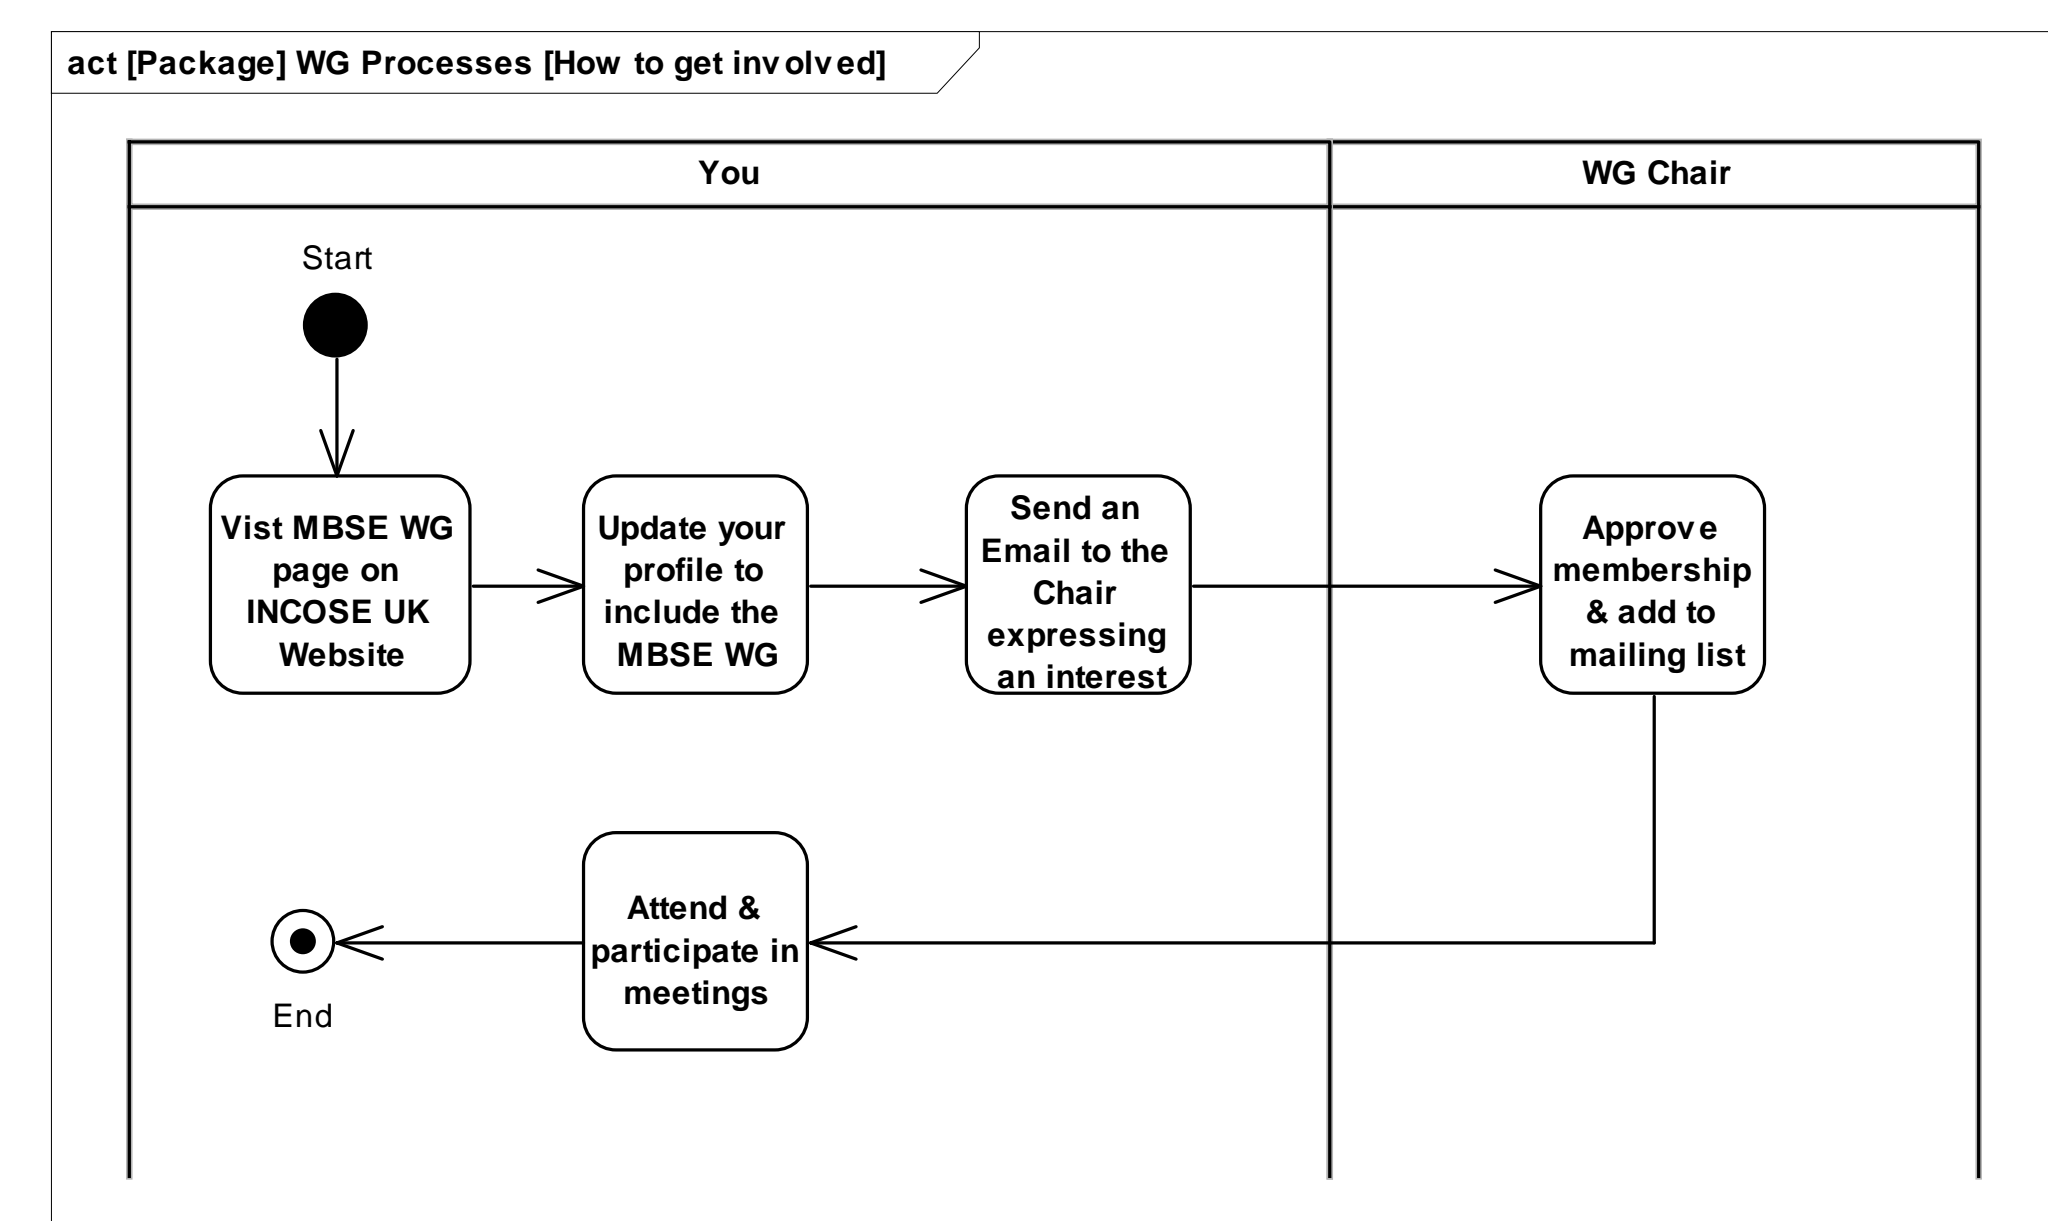 act [Package] WG Processes [How to get involved]
You
WG Chair
Start
Vist MBSE WG
page on
INCOSE UK
Website
Update your
profile to
include the
MBSE WG
Send an
Email to the
Chair
expressing
an interest
Approve
membership
& add to
mailing list
Attend &
participate in
meetings
End